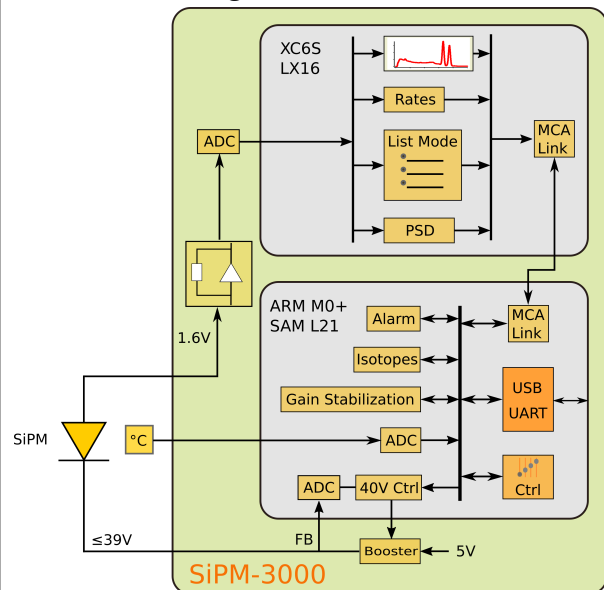 XC6S
LX16
Rates
List Mode
PSD
MCA
Link
ADC
1.6V
ARM M0+
SAM L21
Alarm
Isotopes
Gain Stabilization
ADC
ADC
40V Ctrl
MCA
Link
USB
UART
Ctrl
SiPM
°C
≤39V
FB
Booster
5V
SiPM-3000